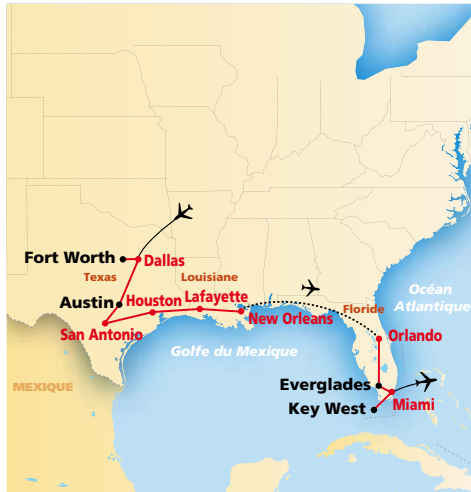 Fort Worth
Dallas
Texas
Louisiane
Océan
Atlantique
Austin
Houston
Lafayette
Floride
New Orleans
San Antonio
Orlando
Golfe du Mexique
MEXIQUE
Everglades
Key West
Miami